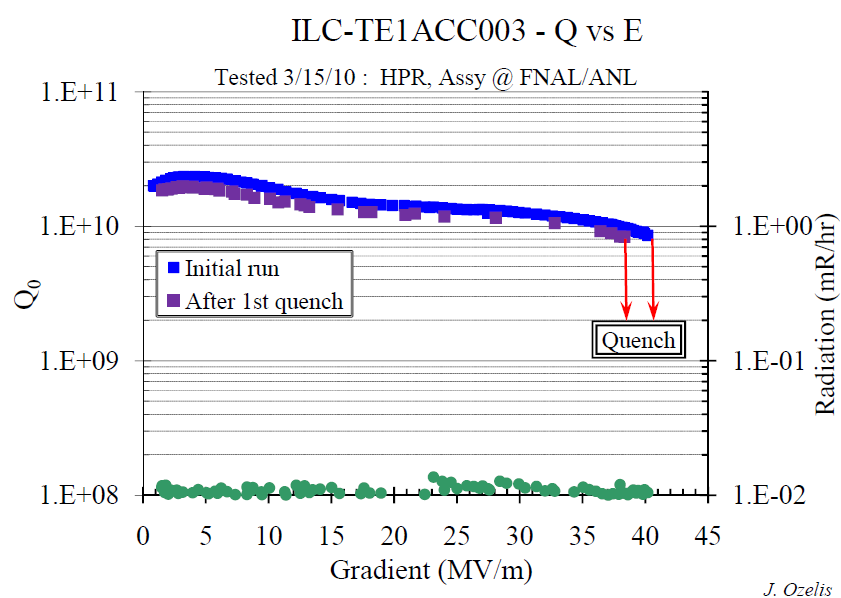 ILC-TE1ACC003 - Q vs E
Tested 3/15/10 :  HPR, Assy @ FNAL/ANL
1.E+11
1.E+10
1.E+09
1.E+08
Q0
Initial run
After 1st quench
Quench
1.E+00
1.E-01
1.E-02
Radiation (mR/hr)
0 5 10 15 20 25 30 35 40 45
Gradient (MV/m)
J. Ozelis